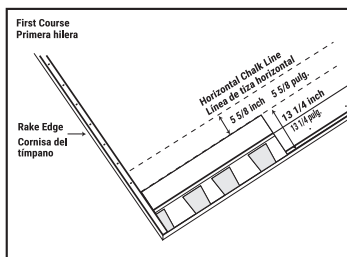 First Course
Primera hilera
Horizontal Chalk Line
Línea de tiza horizontal
5 5/8 inch 5 5/8 pulg.
13 1/4 inch
13 1/4 pulg.
Rake Edge
Cornisa del
tímpano